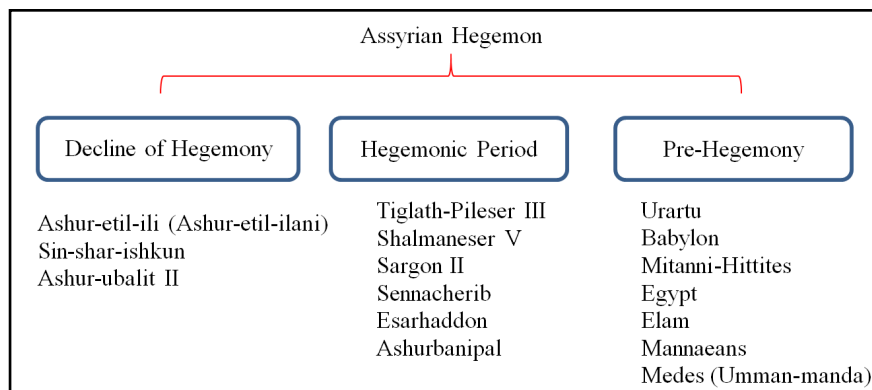 Assyrian Hegemon
Decline of Hegemony
Ashur-etil-ili (Ashur-etil-ilani)
Sin-shar-ishkun
Ashur-ubalit II
Hegemonic Period
Tiglath-Pileser III
Shalmaneser V
Sargon II
Sennacherib
Esarhaddon
Ashurbanipal
Pre-Hegemony
Urartu
Babylon
Mitanni-Hittites
Egypt
Elam
Mannaeans
Medes (Umman-manda)